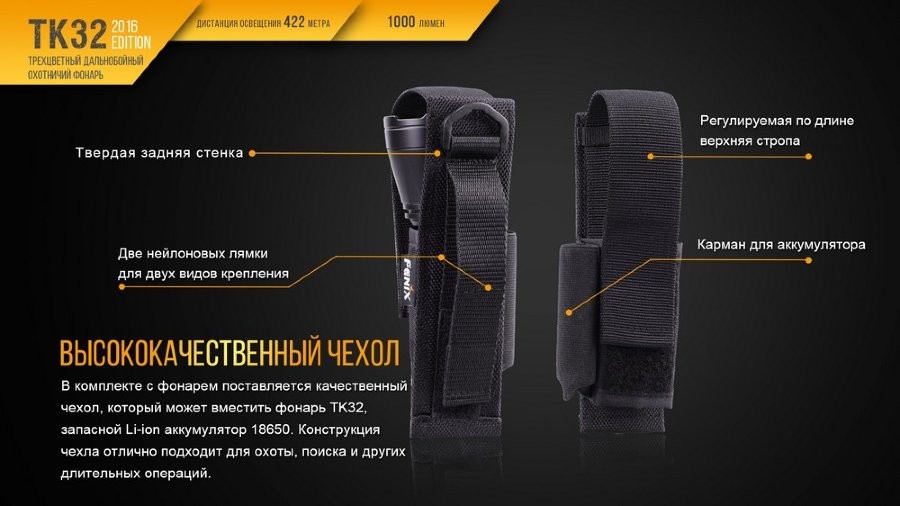 TK32 2016 EDITION
ТРЕХЦВЕТНЫЙ ДАЛЬНОБОЙНЫЙ
ОХОТНИЧИЙ ФОНАРЬ
ДИСТАНЦИЯ ОСВЕЩЕНИЯ 422 МЕТРА
1000 ЛЮМЕН
Твердая задняя стенка
Регулируемая по длине
верхняя стропа
Две нейлоновых лямки
для двух видов крепления
Карман для аккумулятора
FENIX
ВЫСОКОКАЧЕСТВЕННЫЙ ЧЕХОЛ
В комплекте с фонарем поставляется качественный
чехол, который может вместить фонарь TK32,
запасной Li-ion аккумулятор 18650. Конструкция
чехла отлично подходит для охоты, поиска и других
длительных операций.